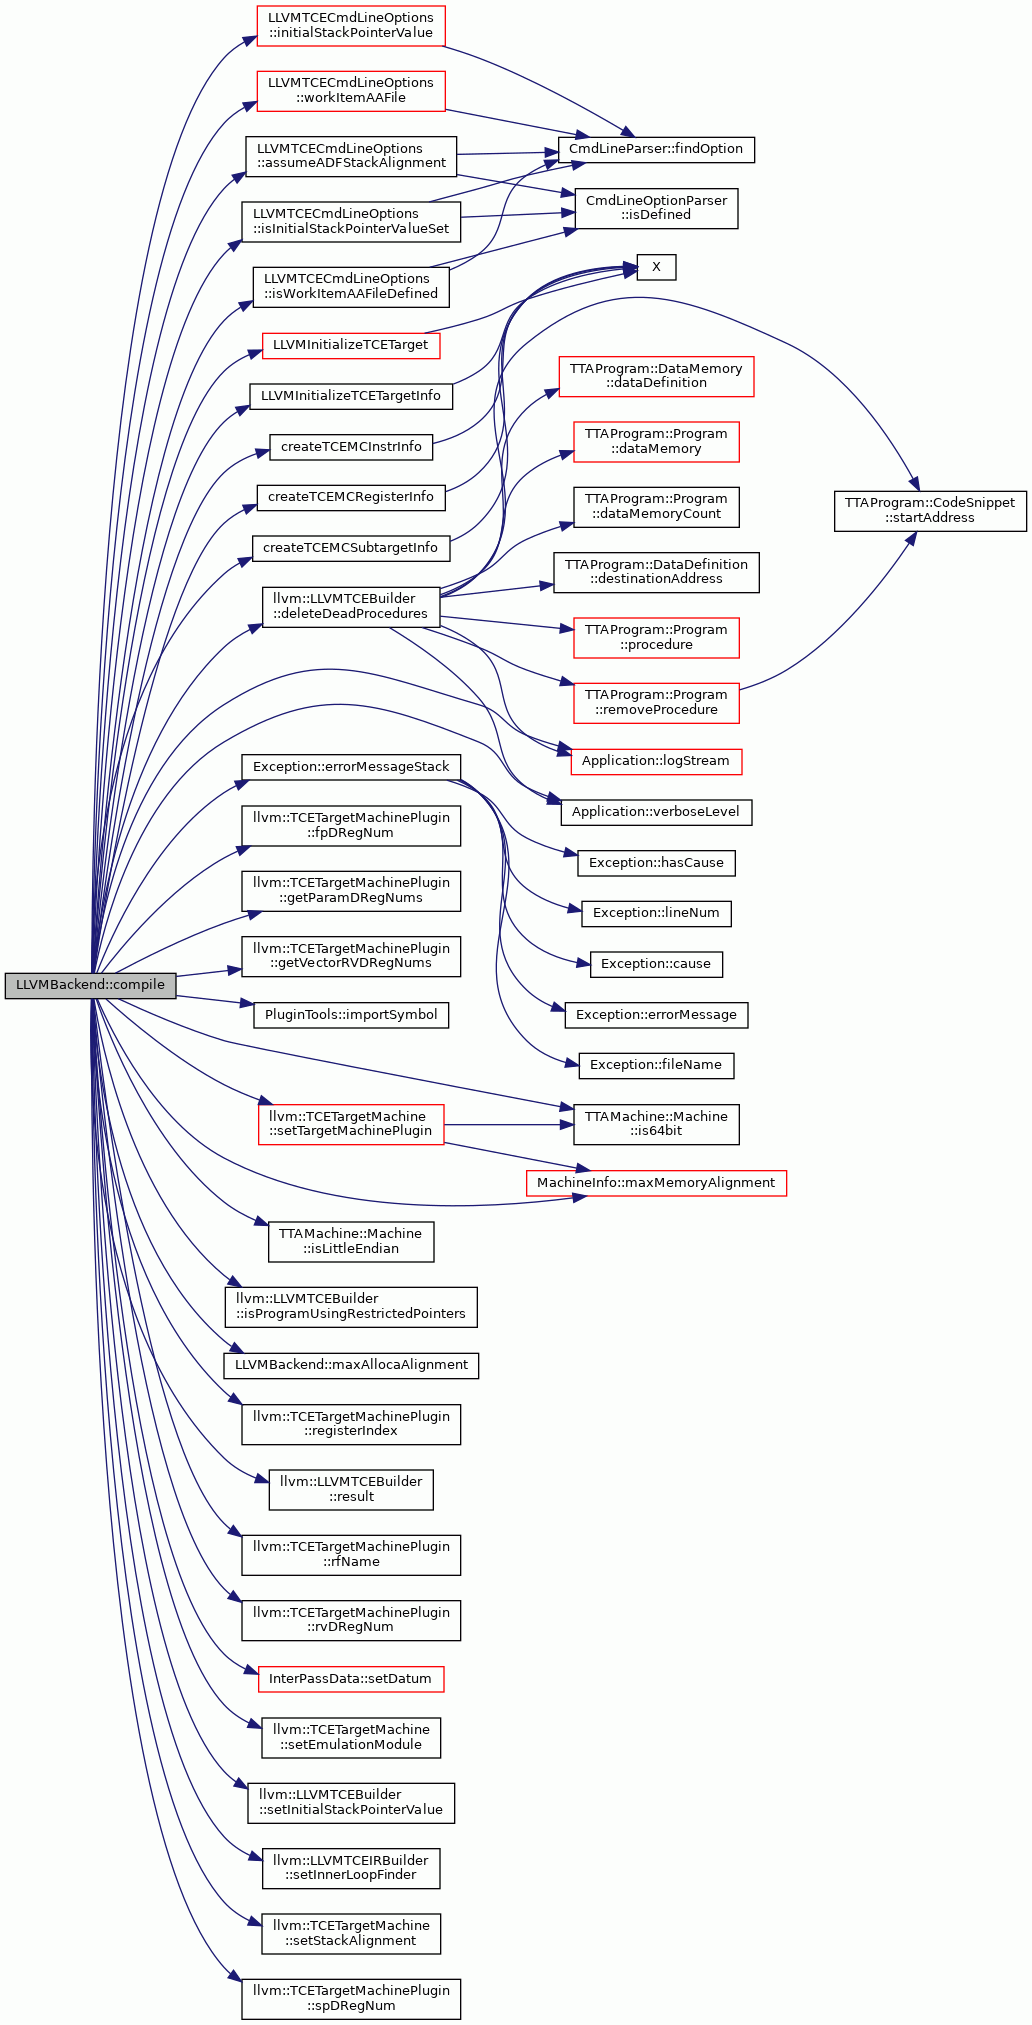 LLVMTCECmdLineOptions
::initialStackPointerValue
LLVMTCECmdLineOptions
::workItemAAFile
LLVMTCECmdLineOptions
::assumeADFStackAlignment
CmdLineParser::findOption
LLVMTCECmdLineOptions
::isInitialStackPointerValueSet
CmdLineOptionParser
::isDefined
LLVMTCECmdLineOptions
::isWorkItemAAFileDefined
X
LLVMInitializeTCETarget
LLVMInitializeTCETargetInfo
TTAProgram::DataMemory
::dataDefinition
createTCEMCInstrInfo
TTAProgram::Program
::dataMemory
createTCEMCRegisterInfo
TTAProgram::Program
::dataMemoryCount
TTAProgram::CodeSnippet
::startAddress
createTCEMCSubtargetInfo
TTAProgram::DataDefinition
::destinationAddress
llvm::LLVMTCEBuilder
::deleteDeadProcedures
TTAProgram::Program
::procedure
TTAProgram::Program
::removeProcedure
Application::logStream
Exception::errorMessageStack
Application::verboseLevel
llvm::TCETargetMachinePlugin
::fpDRegNum
Exception::hasCause
llvm::TCETargetMachinePlugin
::getParamDRegNums
Exception::lineNum
llvm::TCETargetMachinePlugin
::getVectorRVDRegNums
Exception::cause
LLVMBackend::compile
PluginTools::importSymbol
Exception::errorMessage
Exception::fileName
llvm::TCETargetMachine
::setTargetMachinePlugin
TTAMachine::Machine
::is64bit
MachineInfo::maxMemoryAlignment
TTAMachine::Machine
::isLittleEndian
llvm::LLVMTCEBuilder
::isProgramUsingRestrictedPointers
LLVMBackend::maxAllocaAlignment
llvm::TCETargetMachinePlugin
::registerIndex
llvm::LLVMTCEBuilder
::result
llvm::TCETargetMachinePlugin
::rfName
llvm::TCETargetMachinePlugin
::rvDRegNum
InterPassData::setDatum
llvm::TCETargetMachine
::setEmulationModule
llvm::LLVMTCEBuilder
::setInitialStackPointerValue
llvm::LLVMTCEIRBuilder
::setInnerLoopFinder
llvm::TCETargetMachine
::setStackAlignment
llvm::TCETargetMachinePlugin
::spDRegNum